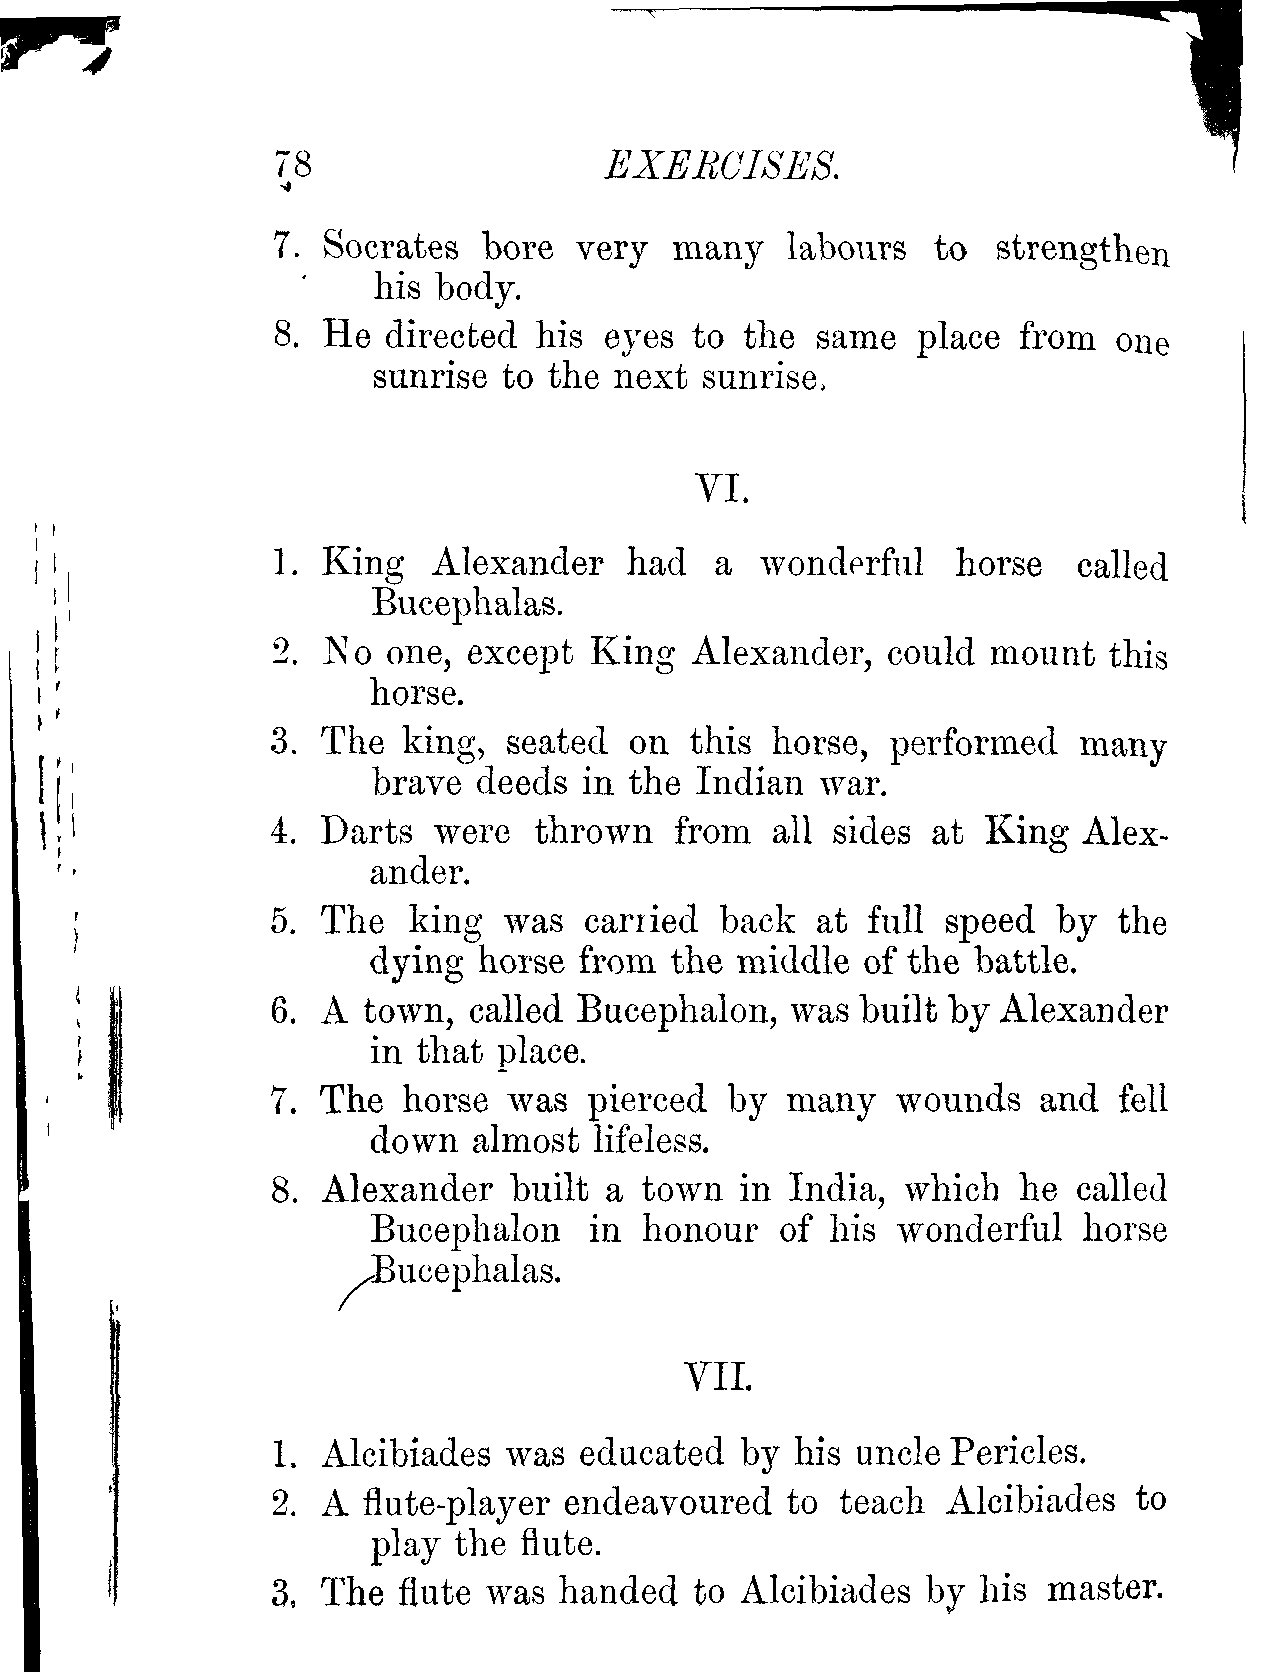 78 EXERCISES.
7. Socrates bore very many labours to strengthen
his body.
8. He directed his eyes to the same place from one
sunrise to the next sunrise.
VI.
1. King Alexander had a wonderful horse called
Bucephalas.
2. No one, except King Alexander, could mount this
horse.
3. The king, seated on this horse, performed many
brave deeds in the Indian war.
4. Darts were thrown from all sides at King Alex-
ander.
5. The king was carried back at full speed by the
dying horse from the middle of the battle.
6. A town, called Bucephalon, was built by Alexander
in that place.
7. The horse was pierced by many wounds and fell
down almost lifeless.
8. Alexander built a town in India, which he called
Bucephalon in honour of his wonderful horse
Bucephalas.
VII.
1. Alcibiades was educated by his uncle Pericles.
2. A flute-player endeavoured to teach Alcibiades to
play the flute.
3. The flute was handed to Alcibiades by his master.